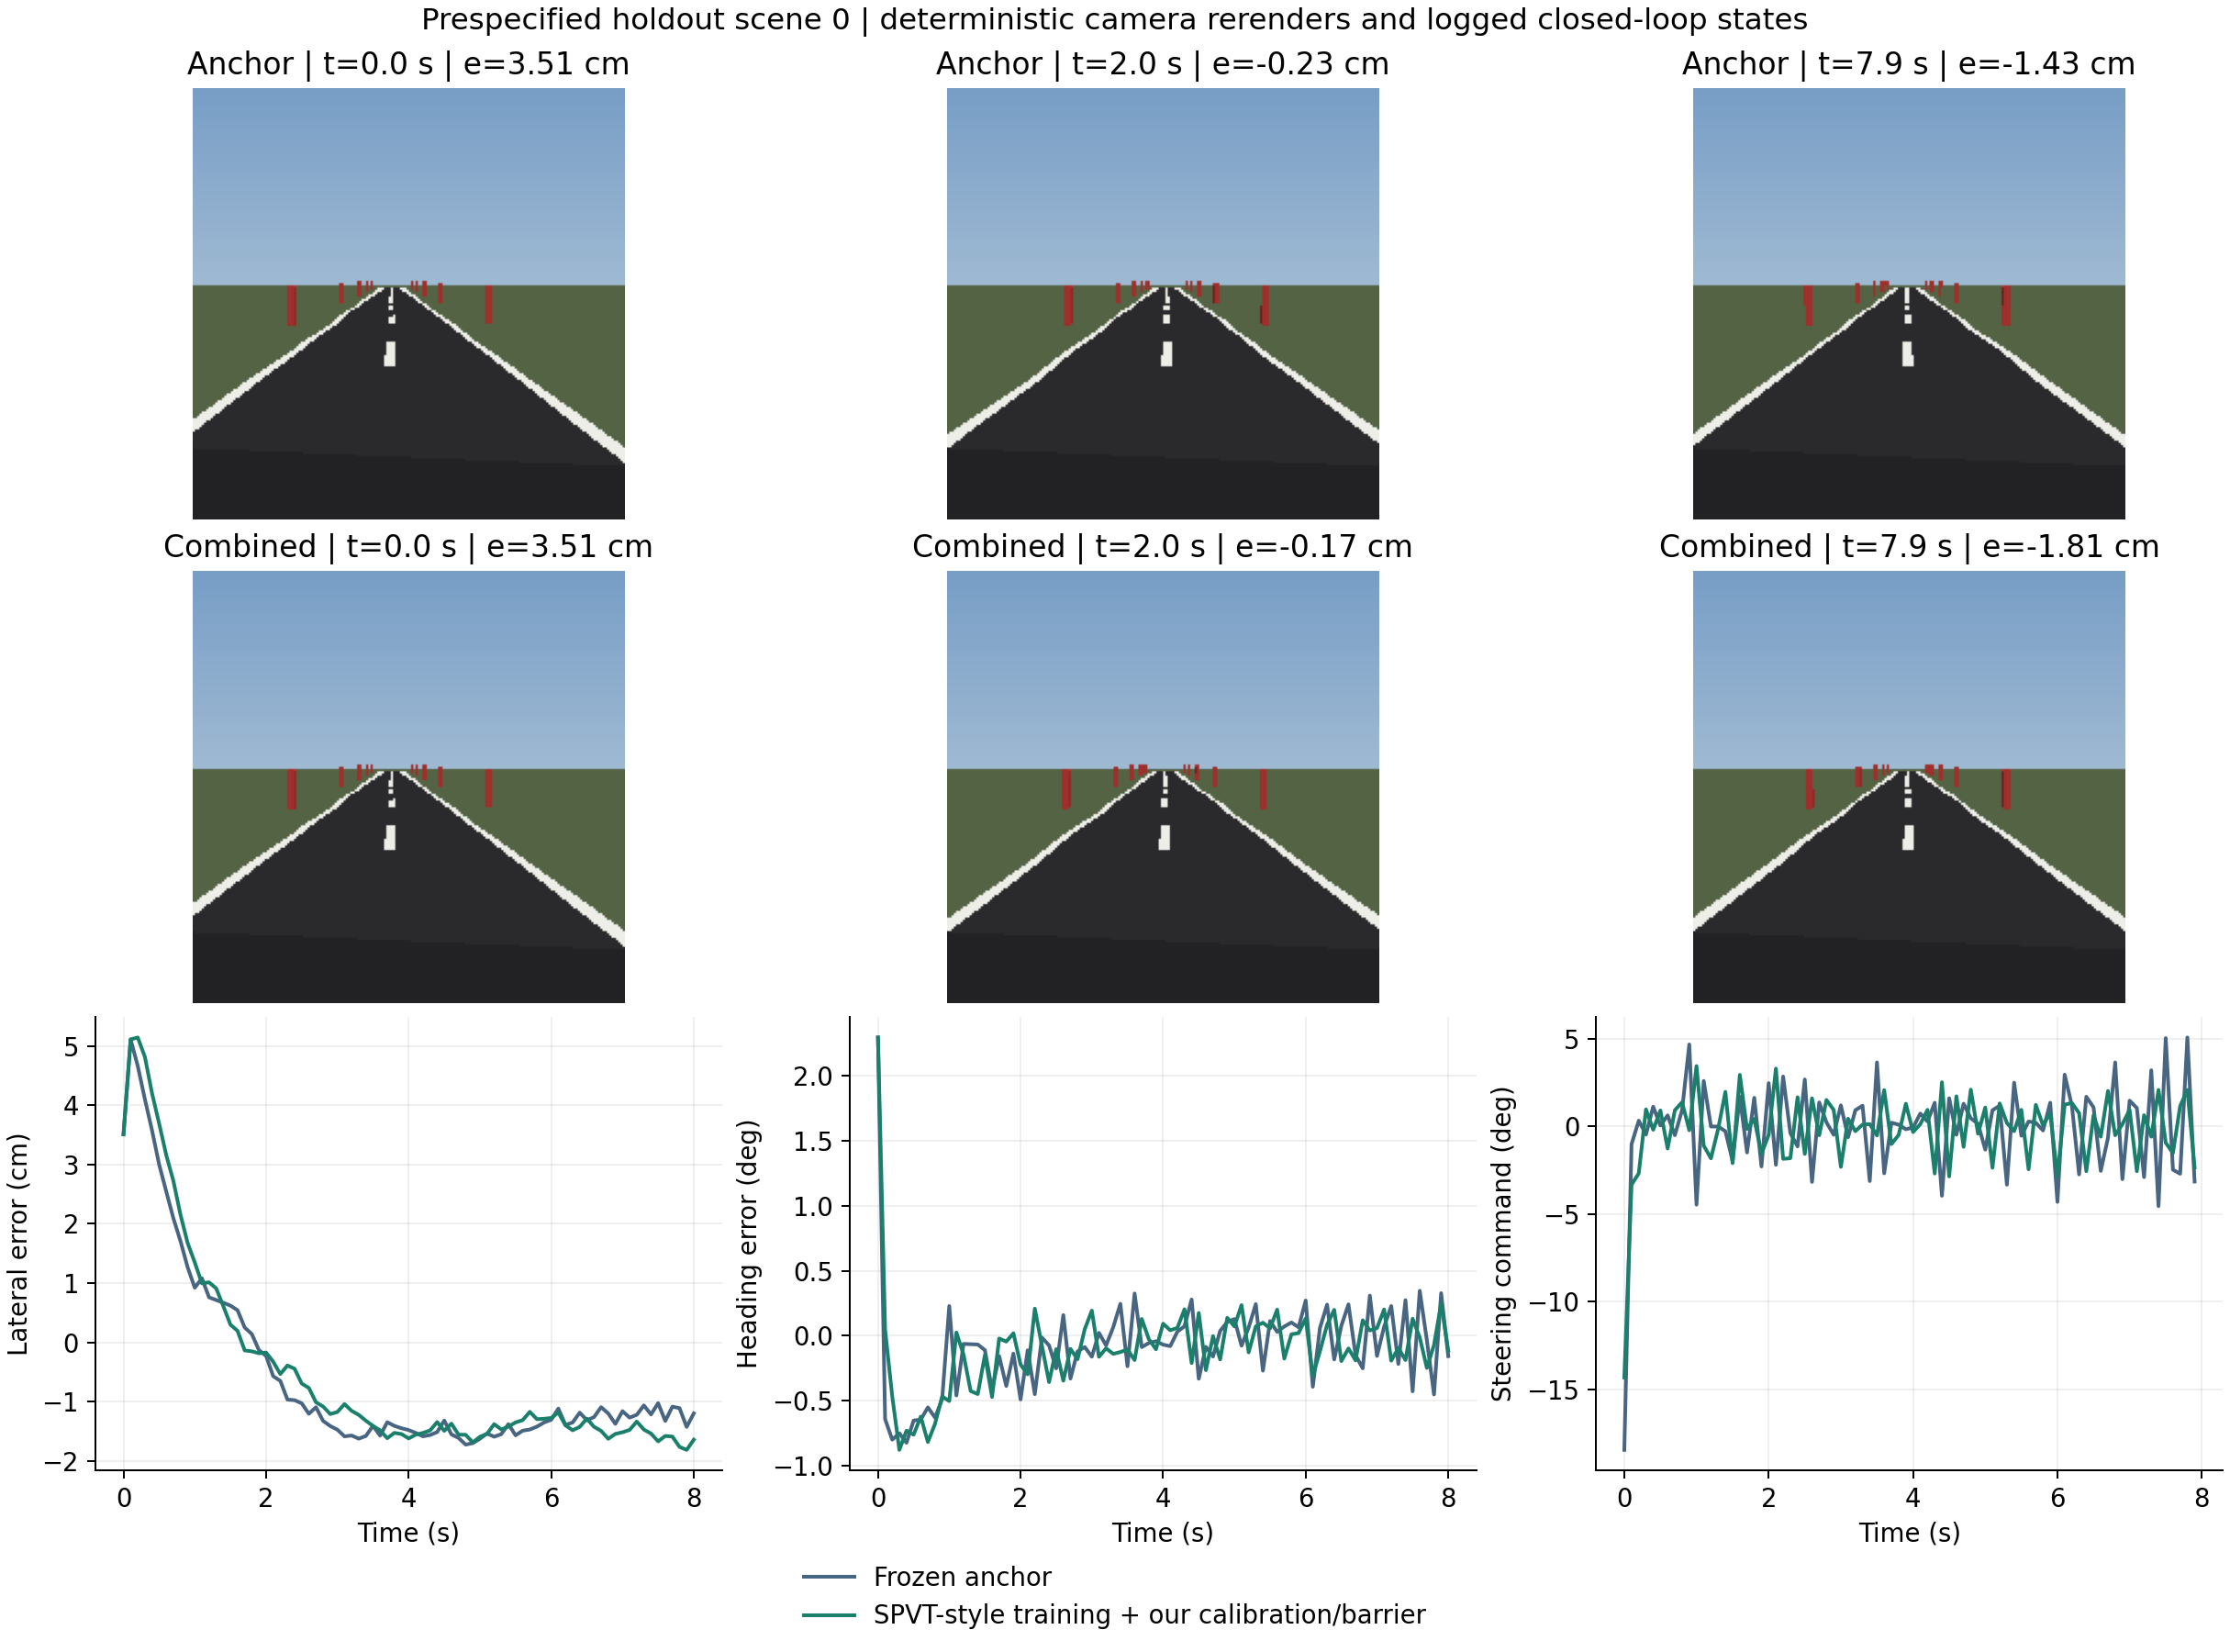 Prespecified holdout scene 0 | deterministic camera rerenders and logged closed-loop states
Anchor | t=0.0 s | e=3.51 cm
Anchor | t=2.0 s | e=-0.23 cm
Anchor | t=7.9 s | e=-1.43 cm
Combined | t=0.0 s | e=3.51 cm
Combined | t=2.0 s | e=-0.17 cm
Combined | t=7.9 s | e=-1.81 cm
Lateral error (cm)
5
4
3
2
1
0
−1
−2
0 2 4 6 8
Time (s)
Heading error (deg)
2.0
1.5
1.0
0.5
0.0
−0.5
−1.0
0 2 4 6 8
Time (s)
Steering command (deg)
5
0
−5
−10
−15
0 2 4 6 8
Time (s)
Frozen anchor
SPVT-style training + our calibration/barrier